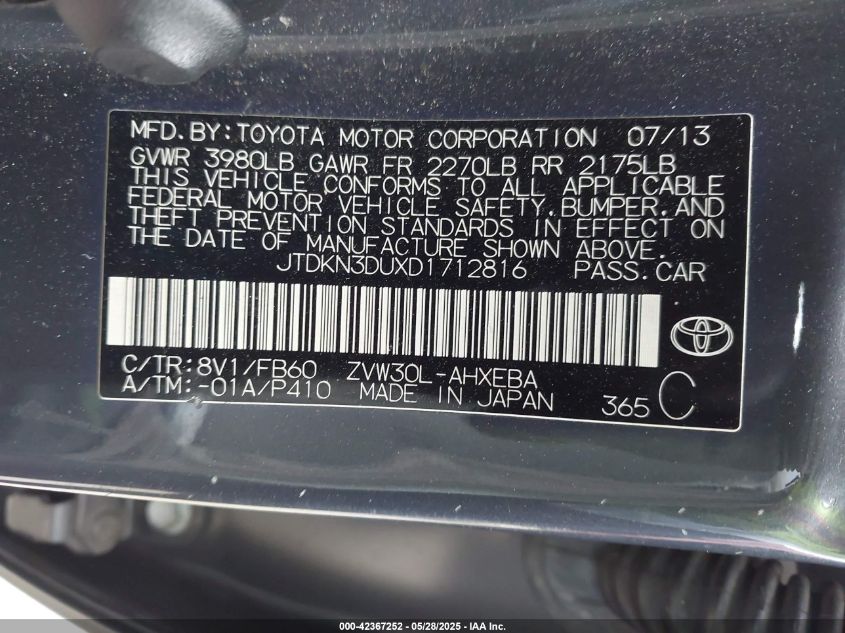 MFD.BY:TOYOTA MOTOR CORPORATION 07/13
GVWR 3980LB GAWR FR 2270LB RR 2175LB
THIS VEHICLE CONFORMS TO ALL APPLICABLE
FEDERAL MOTOR VEHICLE SAFETY,BUMPER,AND
THEFT PREVENTION STANDARDS IN EFFECT ON
THE DATE OF MANUFACTURE SHOWN ABOVE.
JTDKN3DUXD1712816 PASS.CAR
C/TR:8V1/FB60 ZVW30L-AHXEBA
A/TM:-01A/P410 MADE IN JAPAN 365 C
000-42367252 — 05/28/2025 — IAA Inc.